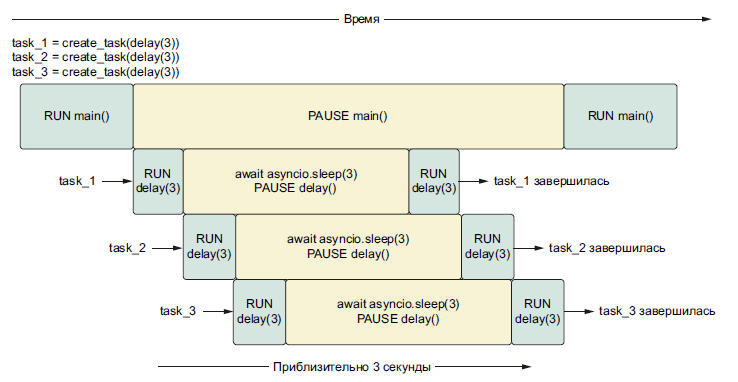 Время
task_1 = create_task(delay(3))
task_2 = create_task(delay(3))
task_3 = create_task(delay(3))
RUN main()
PAUSE main()
RUN main()
task_1
RUN
delay(3)
await asyncio.sleep(3)
PAUSE delay()
RUN
delay(3)
task_1 завершилась
task_2
RUN
delay(3)
await asyncio.sleep(3)
PAUSE delay()
RUN
delay(3)
task_2 завершилась
task_3
RUN
delay(3)
await asyncio.sleep(3)
PAUSE delay()
RUN
delay(3)
task_3 завершилась
Приблизительно 3 секунды